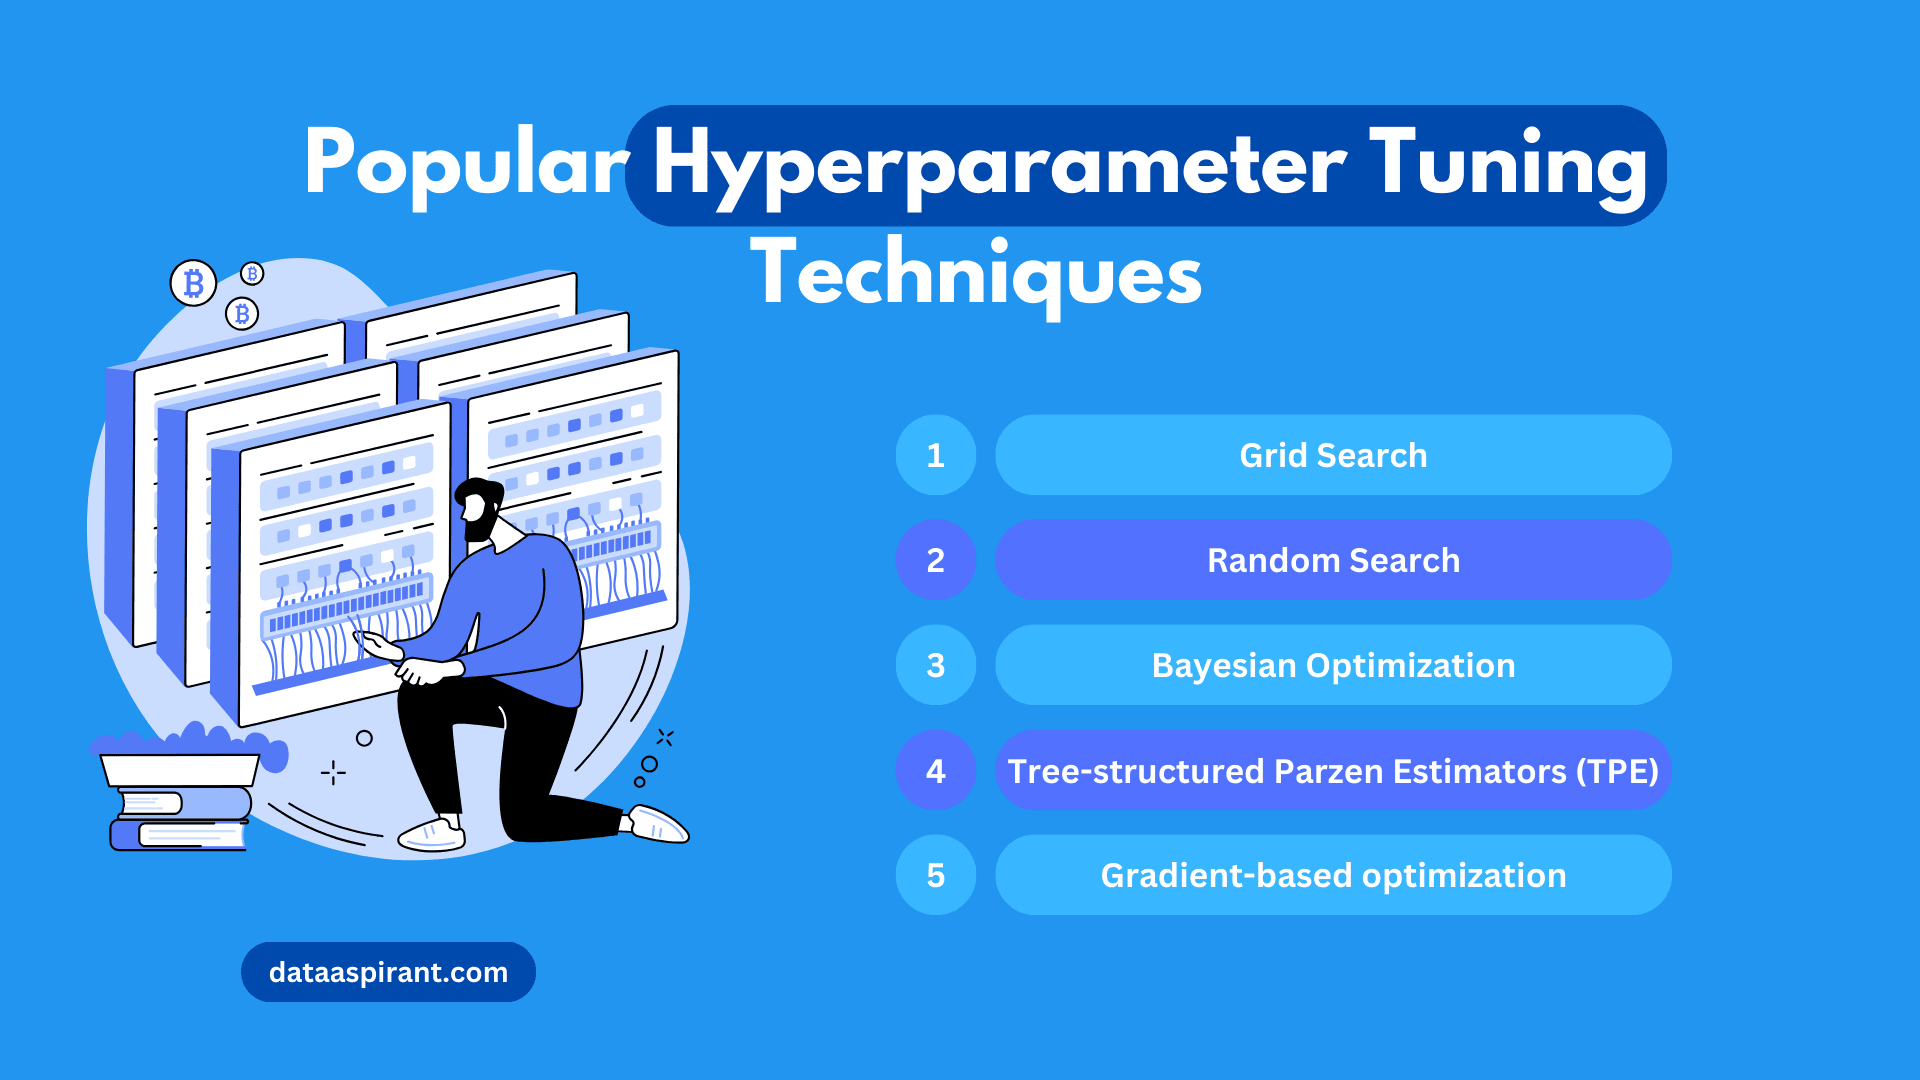 Popular Hyperparameter Tuning
Techniques
1
Grid Search
2
Random Search
3
Bayesian Optimization
4
Tree-structured Parzen Estimators (TPE)
5
Gradient-based optimization
dataaspirant.com